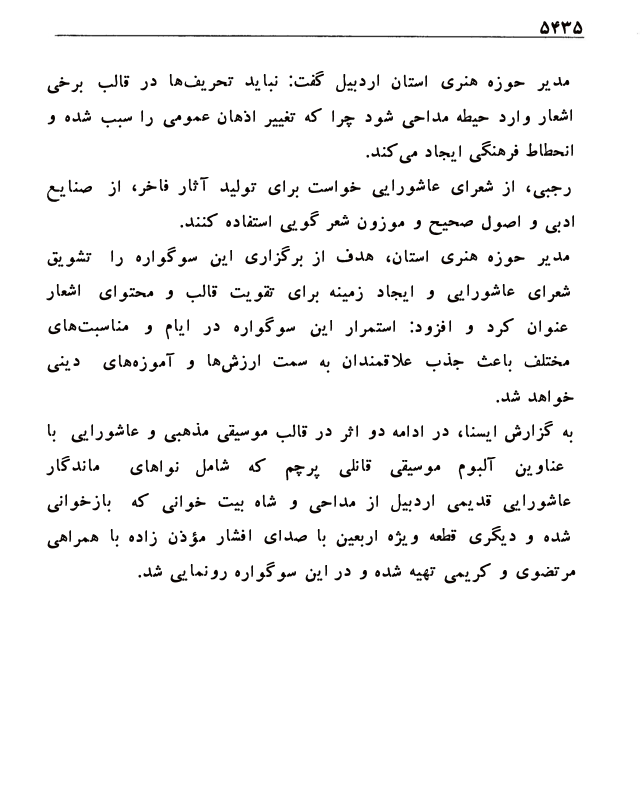 ۵۴۳۵
مدیر حوزه هنری استان اردبیل گفت: نباید تحریف‌ها در قالب برخی
اشعار وارد حیطه مداحی شود چرا که تغییر اذهان عمومی را سبب شده و
انحطاط فرهنگی ایجاد می‌کند.
رجبی، از شعرای عاشورایی خواست برای تولید آثار فاخر، از صنایع
ادبی و اصول صحیح و موزون شعر گویی استفاده کنند.
مدیر حوزه هنری استان، هدف از برگزاری این سوگواره را تشویق
شعرای عاشورایی و ایجاد زمینه برای تقویت قالب و محتوای اشعار
عنوان کرد و افزود: استمرار این سوگواره در ایام و مناسبت‌های
مختلف باعث جذب علاقمندان به سمت ارزش‌ها و آموزه‌های دینی
خواهد شد.
به گزارش ایسنا، در ادامه دو اثر در قالب موسیقی مذهبی و عاشورایی با
عناوین آلبوم موسیقی قانلی پرچم که شامل نواهای ماندگار
عاشورایی قدیمی اردبیل از مداحی و شاه بیت خوانی که بازخوانی
شده و دیگری قطعه ویژه اربعین با صدای افشار مؤذن زاده با همراهی
مرتضوی و کریمی تهیه شده و در این سوگواره رونمایی شد.